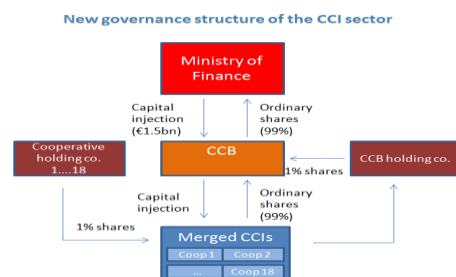 New governance structure of the CCI sector
Ministry of
Finance
Capital
injection
(€1.5bn)
Ordinary
shares
(99%)
Cooperative
holding co.
1....18
CCB
1% shares
CCB holding co.
Capital
injection
Ordinary
shares
(99%)
1% shares
Merged CCIs
Coop 1
Coop 2
...
Coop 18